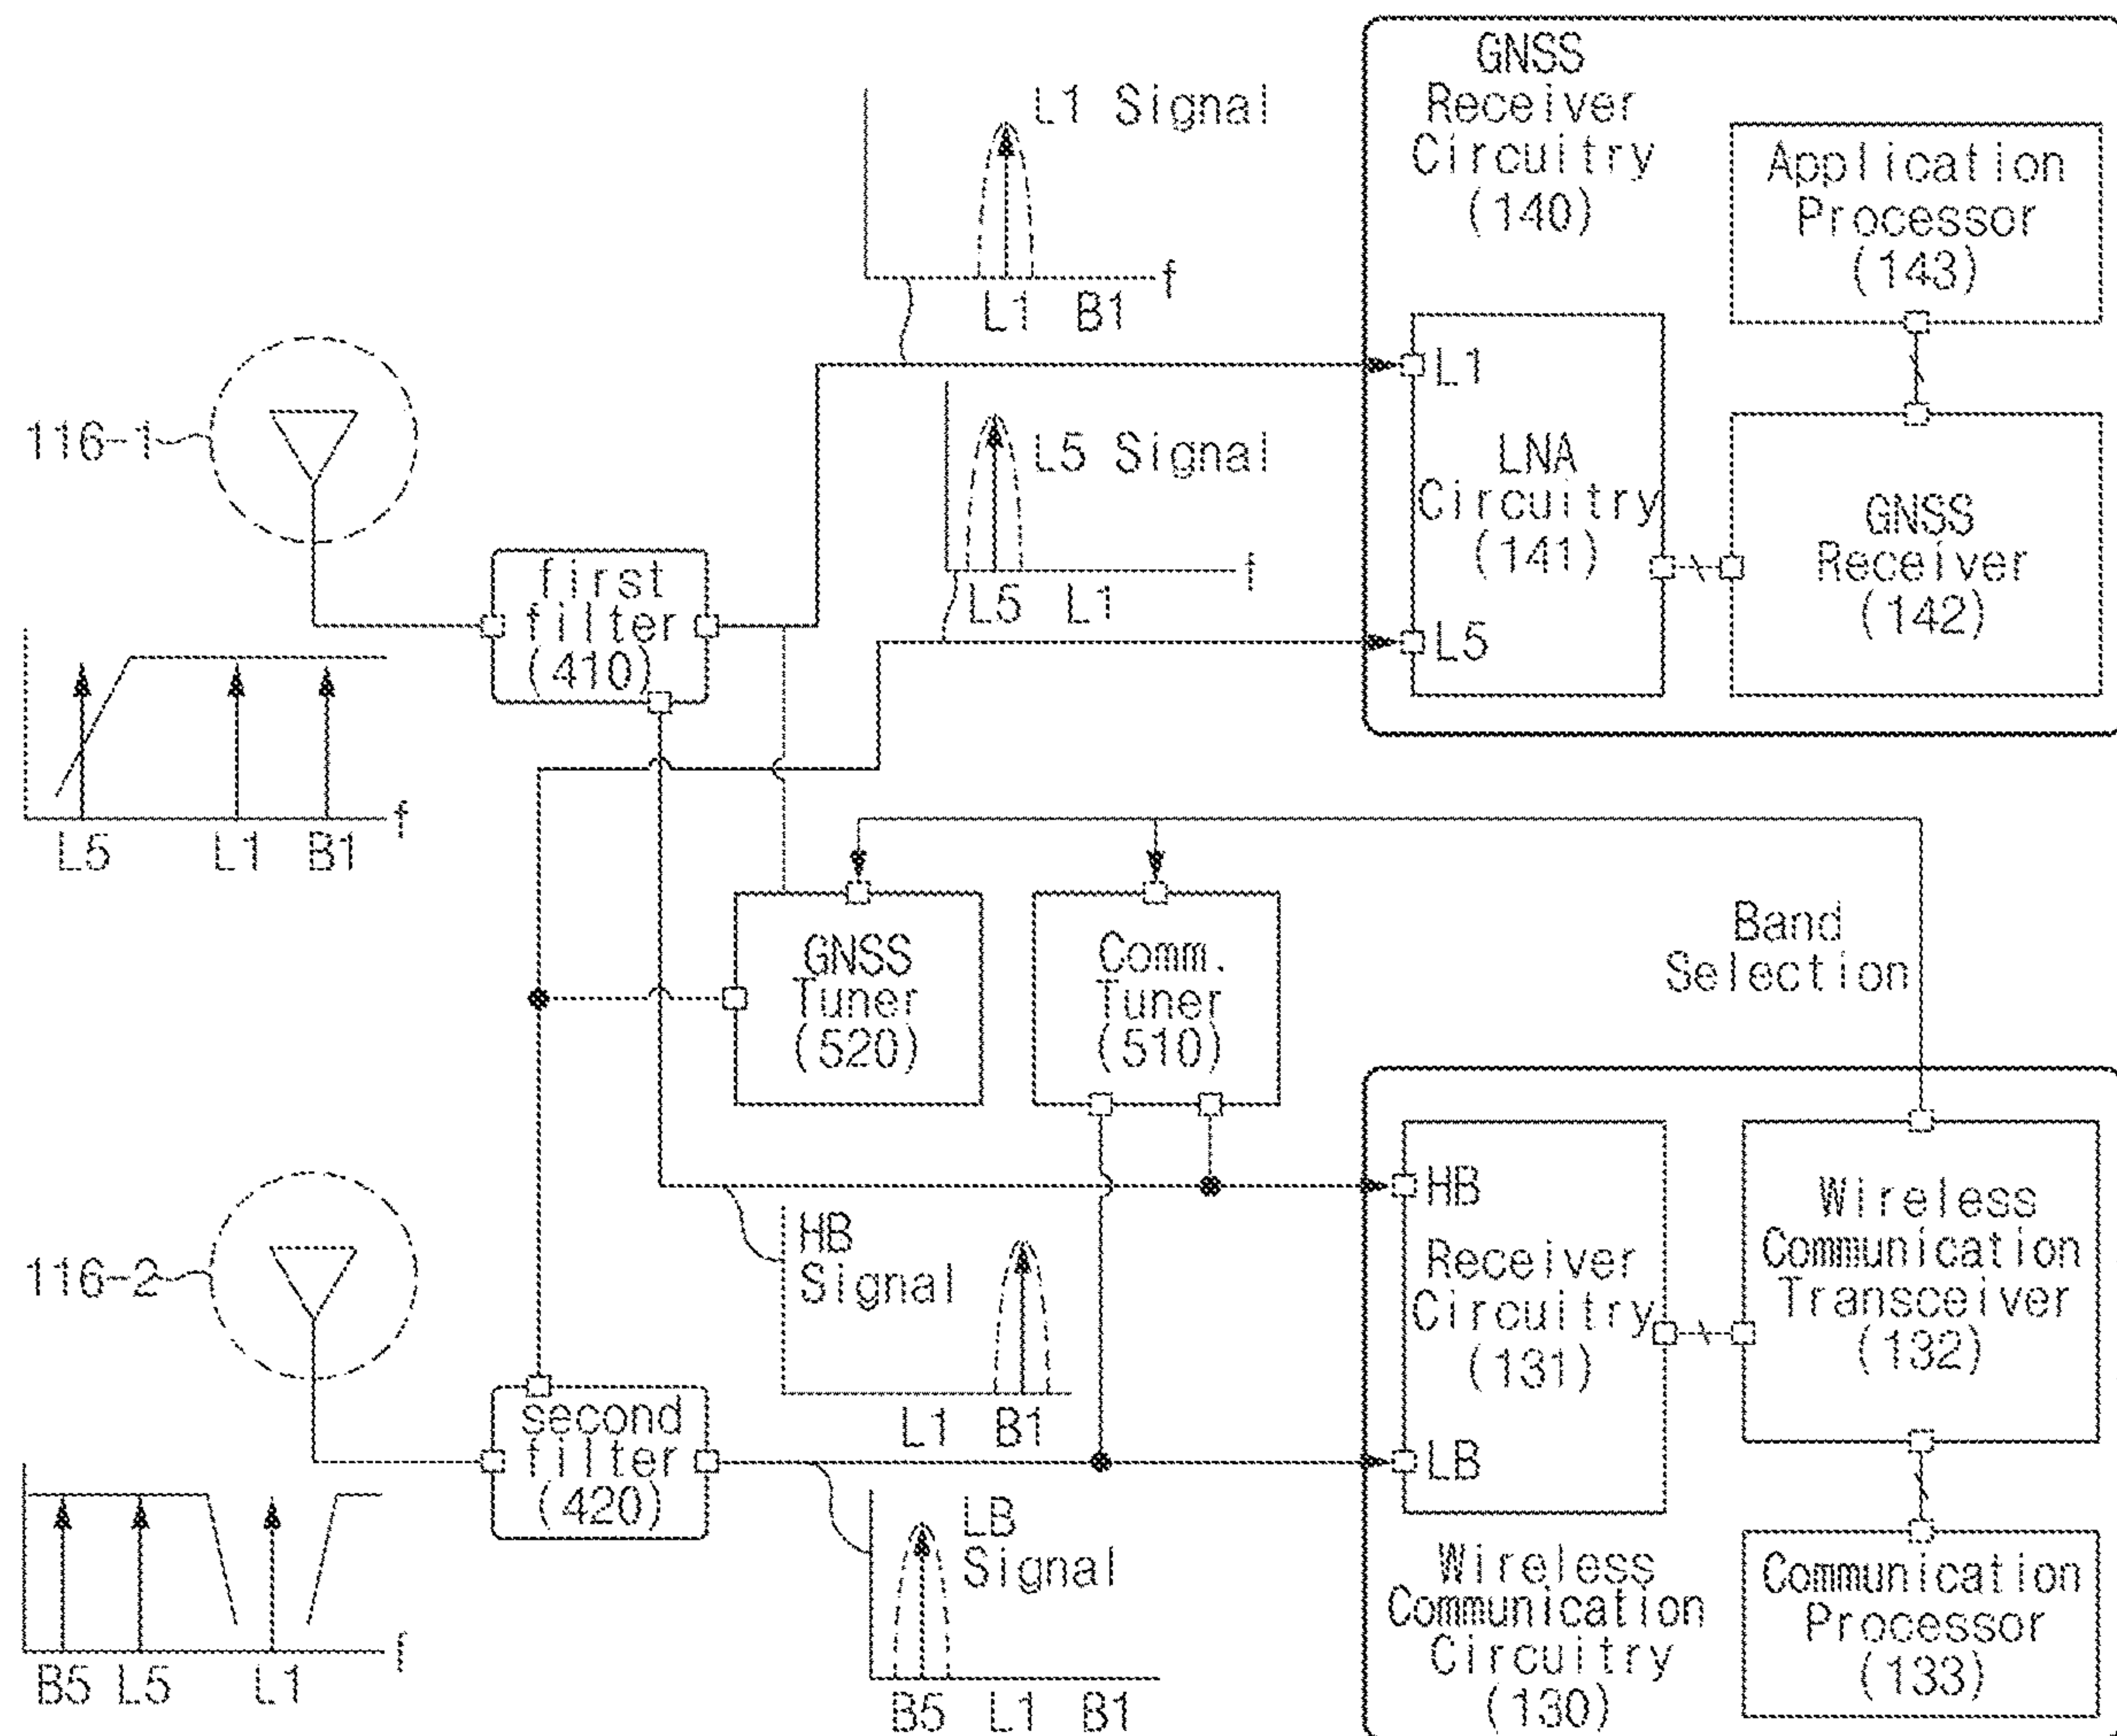 GNSS
Receiver
Circuitry
(140)
Application
Processor
(143)
L1 Signal
f
L1 B1
L1
LNA
Circuitry
(141)
L5
GNSS
Receiver
(142)
L5 Signal
f
L5 L1
116-1
first
filter
(410)
L5 L1 B1
f
GNSS
Tuner
(520)
Comm.
Tuner
(510)
Band
Selection
116-2
second
filter
(420)
B5 L5 L1
f
HB
Signal
L1 B1
LB
Signal
B5 L1 B1
HB
Receiver
Circuitry
(131)
LB
Wireless
Communication
Transceiver
(132)
Wireless
Communication
Circuitry
(130)
Communication
Processor
(133)